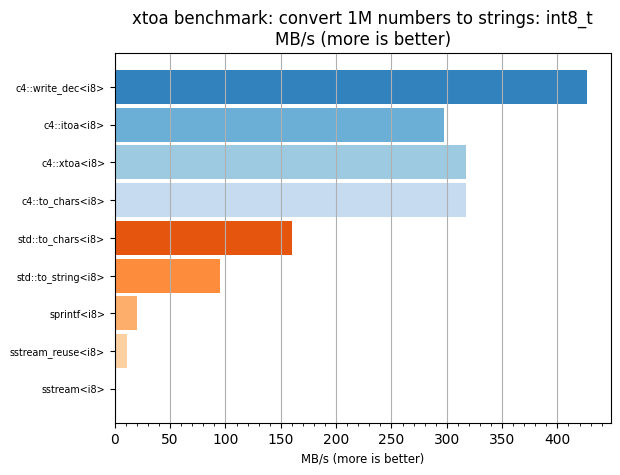 xtoa benchmark: convert 1M numbers to strings: int8_t
MB/s (more is better)
c4::write_dec<i8>
c4::itoa<i8>
c4::xtoa<i8>
c4::to_chars<i8>
std::to_chars<i8>
std::to_string<i8>
sprintf<i8>
sstream_reuse<i8>
sstream<i8>
0 50 100 150 200 250 300 350 400
MB/s (more is better)